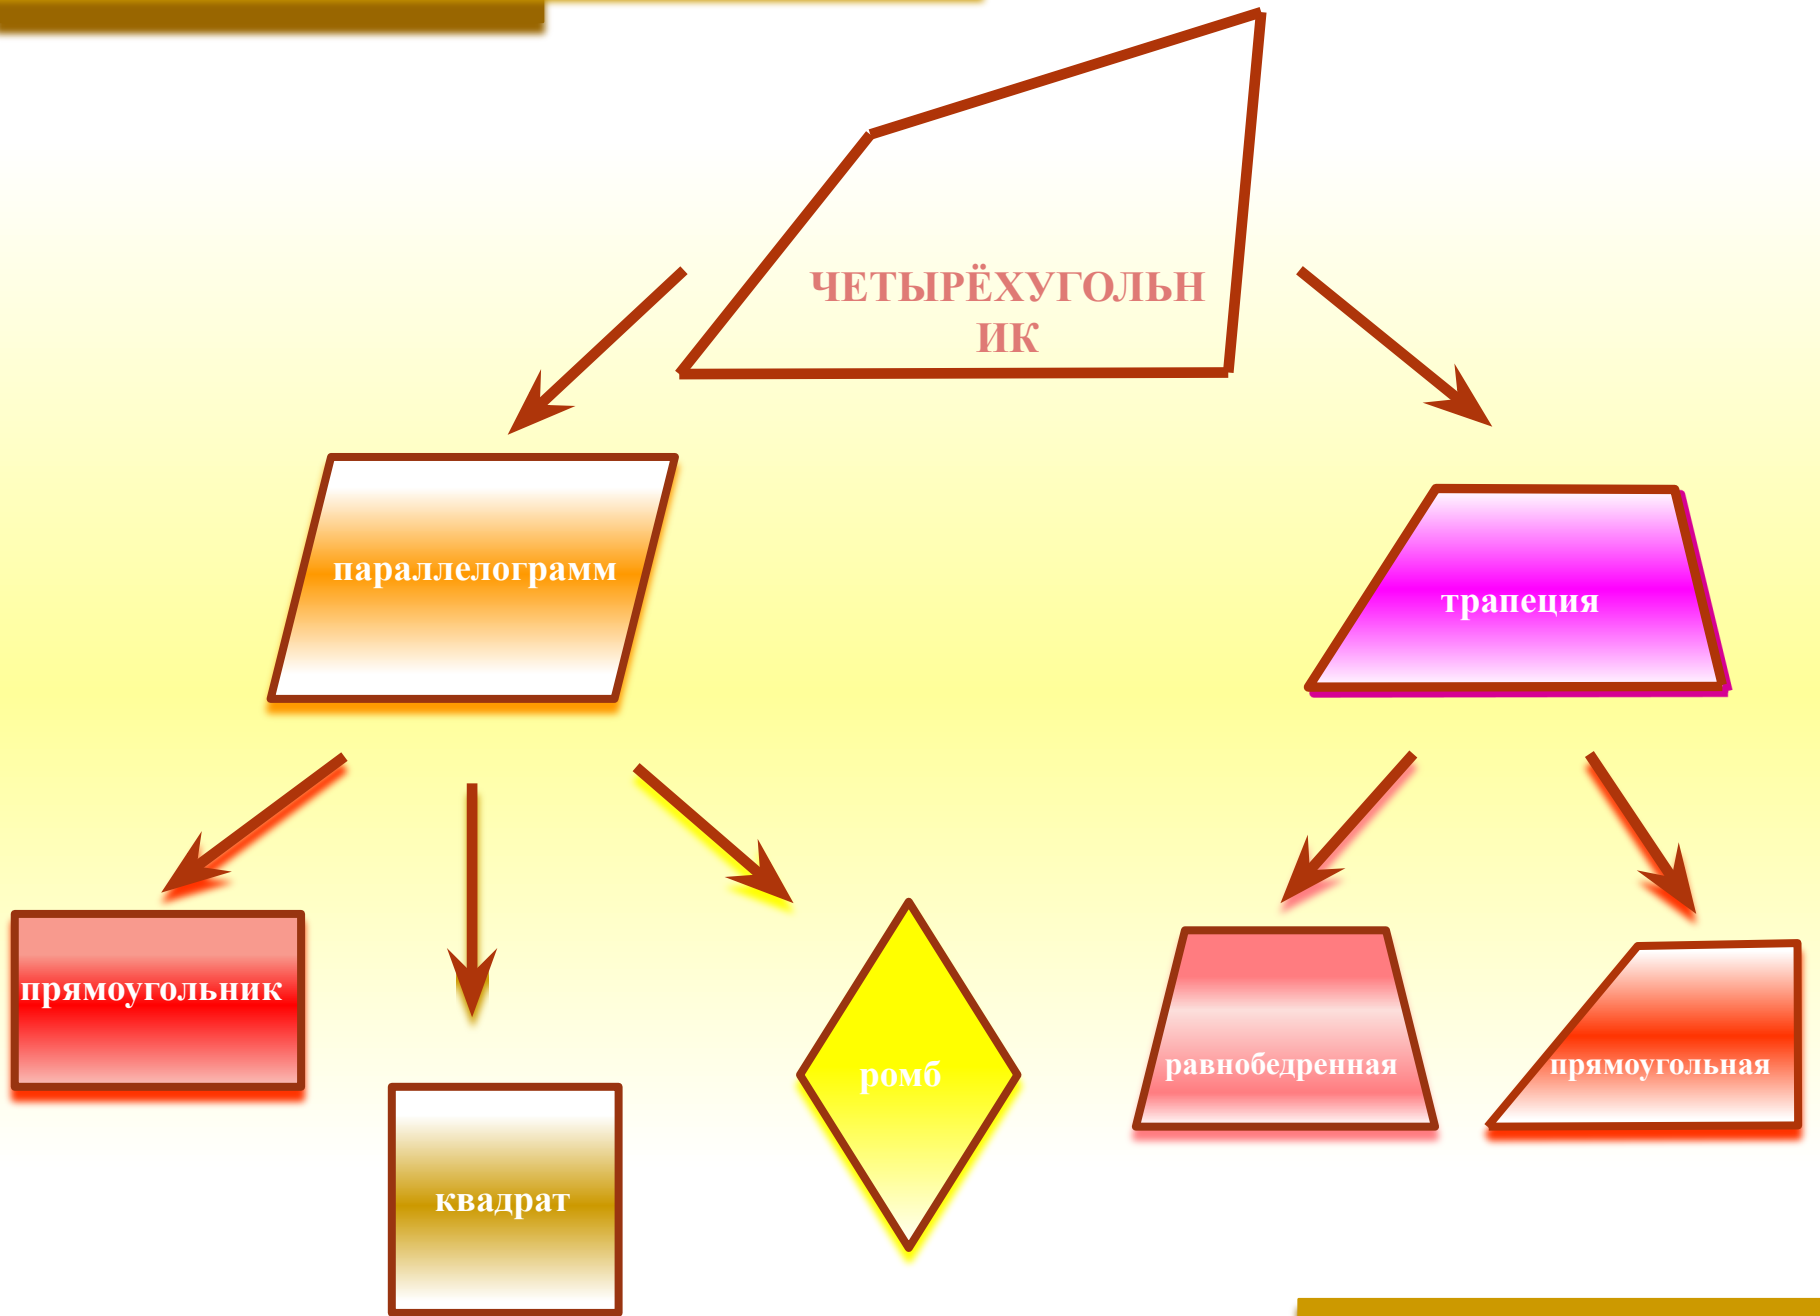 ЧЕТЫРЁХУГОЛЬН
ИК
параллелограмм
трапеция
прямоугольник
квадрат
ромб
равнобедренная
прямоугольная